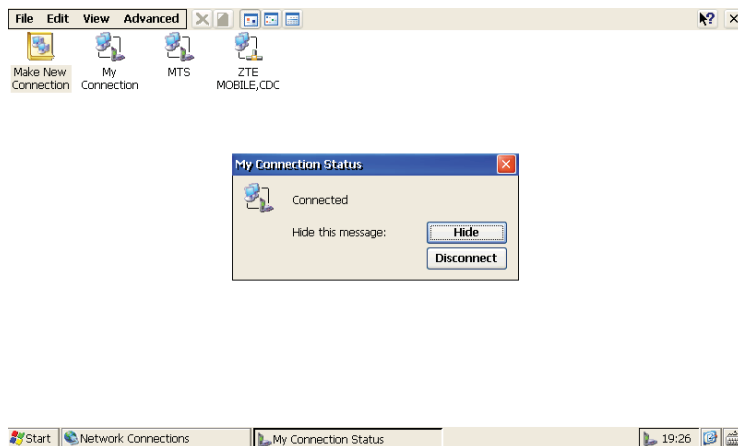 File Edit View Advanced
Make New
Connection
My
Connection
MTS
ZTE
MOBILE,CDC
My Connection Status
Connected
Hide this message:
Hide
Disconnect
Start
Network Connections
My Connection Status
19:26